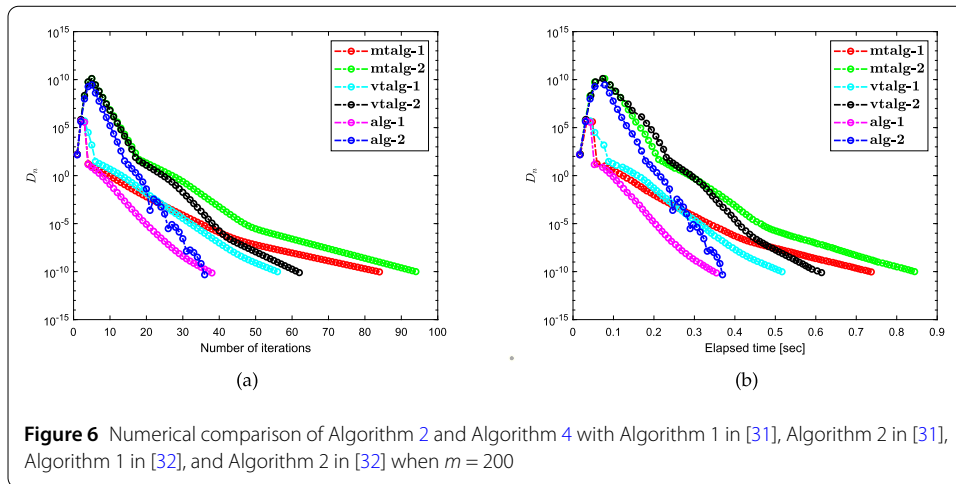 10^15
10^10
10^5
10^0
10^-5
10^-10
10^-15
D_n
mtalg-1
mtalg-2
vtalg-1
vtalg-2
alg-1
alg-2
0 10 20 30 40 50 60 70 80 90 100
Number of iterations
(a)
10^15
10^10
10^5
10^0
10^-5
10^-10
10^-15
D_n
mtalg-1
mtalg-2
vtalg-1
vtalg-2
alg-1
alg-2
0 0.1 0.2 0.3 0.4 0.5 0.6 0.7 0.8 0.9
Elapsed time [sec]
(b)
Figure 6 Numerical comparison of Algorithm 2 and Algorithm 4 with Algorithm 1 in [31], Algorithm 2 in [31],
Algorithm 1 in [32], and Algorithm 2 in [32] when m = 200